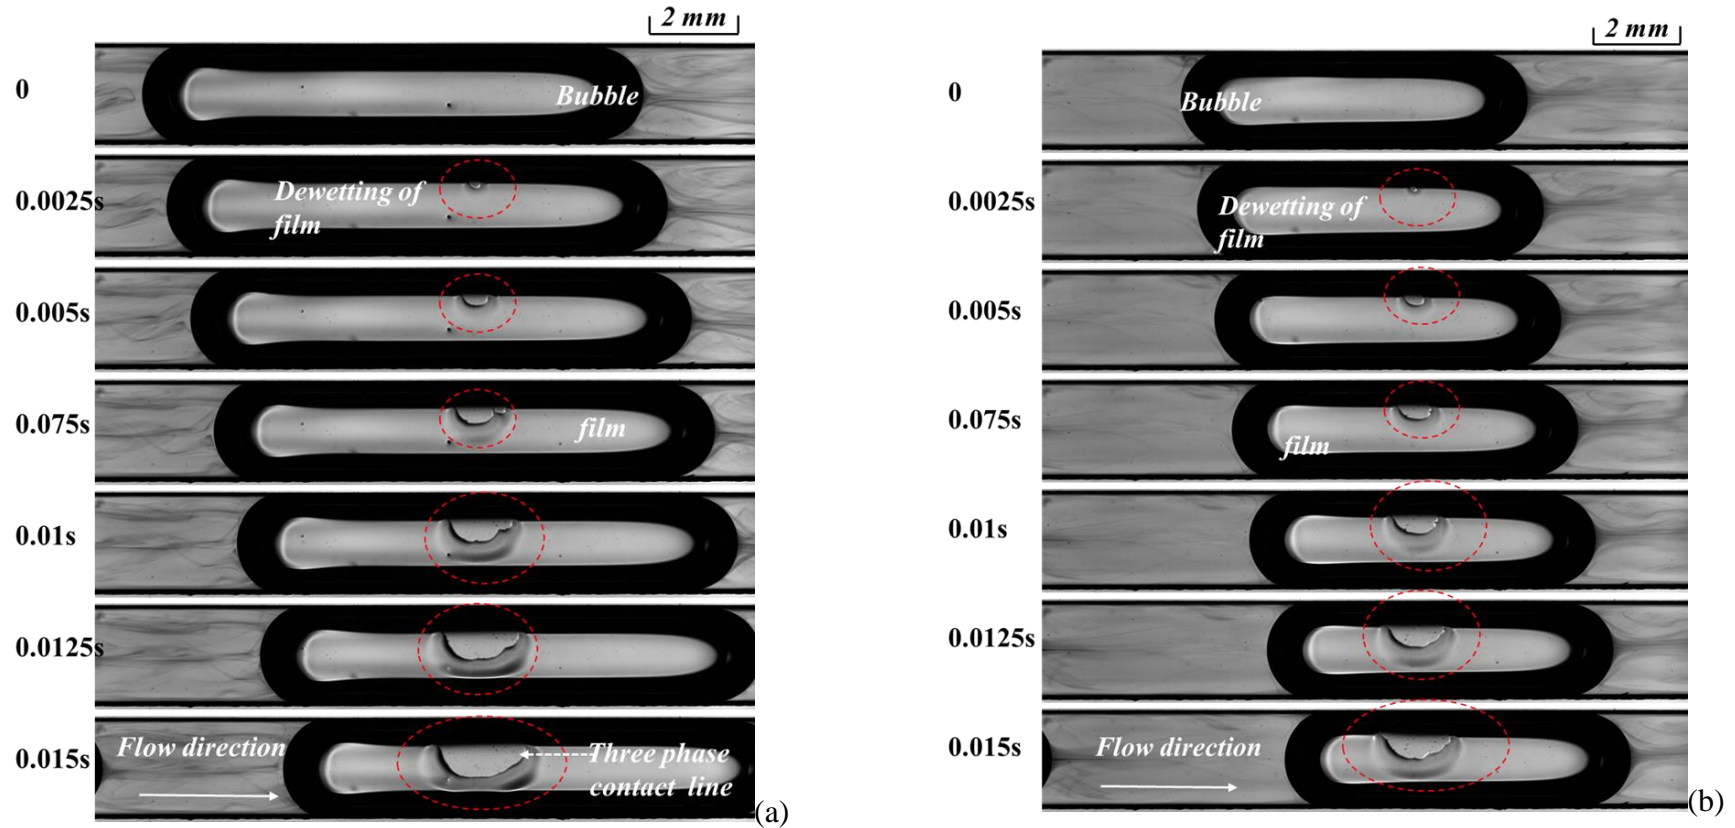 2 mm
0
Bubble
0.0025s
Dewetting of
film
0.005s
0.075s
film
0.01s
0.0125s
0.015s
Flow direction
Three phase
contact line
(a)
2 mm
0
Bubble
0.0025s
Dewetting of
film
0.005s
0.075s
film
0.01s
0.0125s
0.015s
Flow direction
(b)